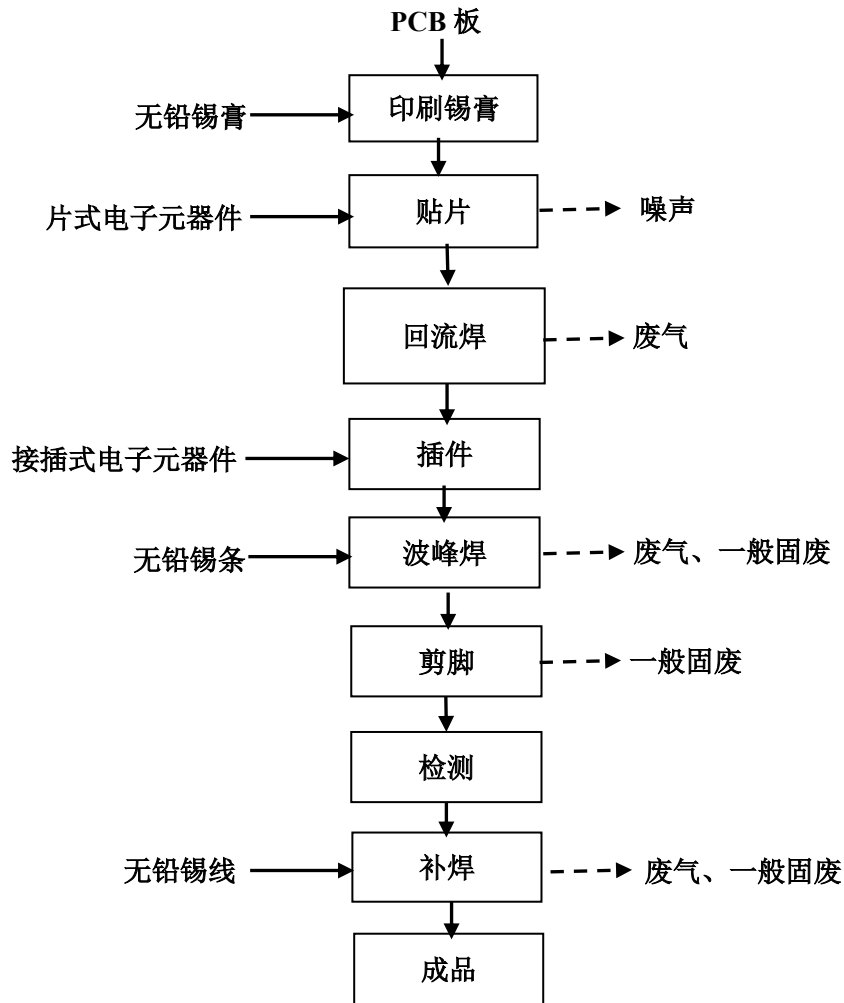 PCB 板
无铅锡膏
印刷锡膏
片式电子元器件
贴片
噪声
回流焊
废气
接插式电子元器件
插件
无铅锡条
波峰焊
废气、一般固废
剪脚
一般固废
检测
无铅锡线
补焊
废气、一般固废
成品